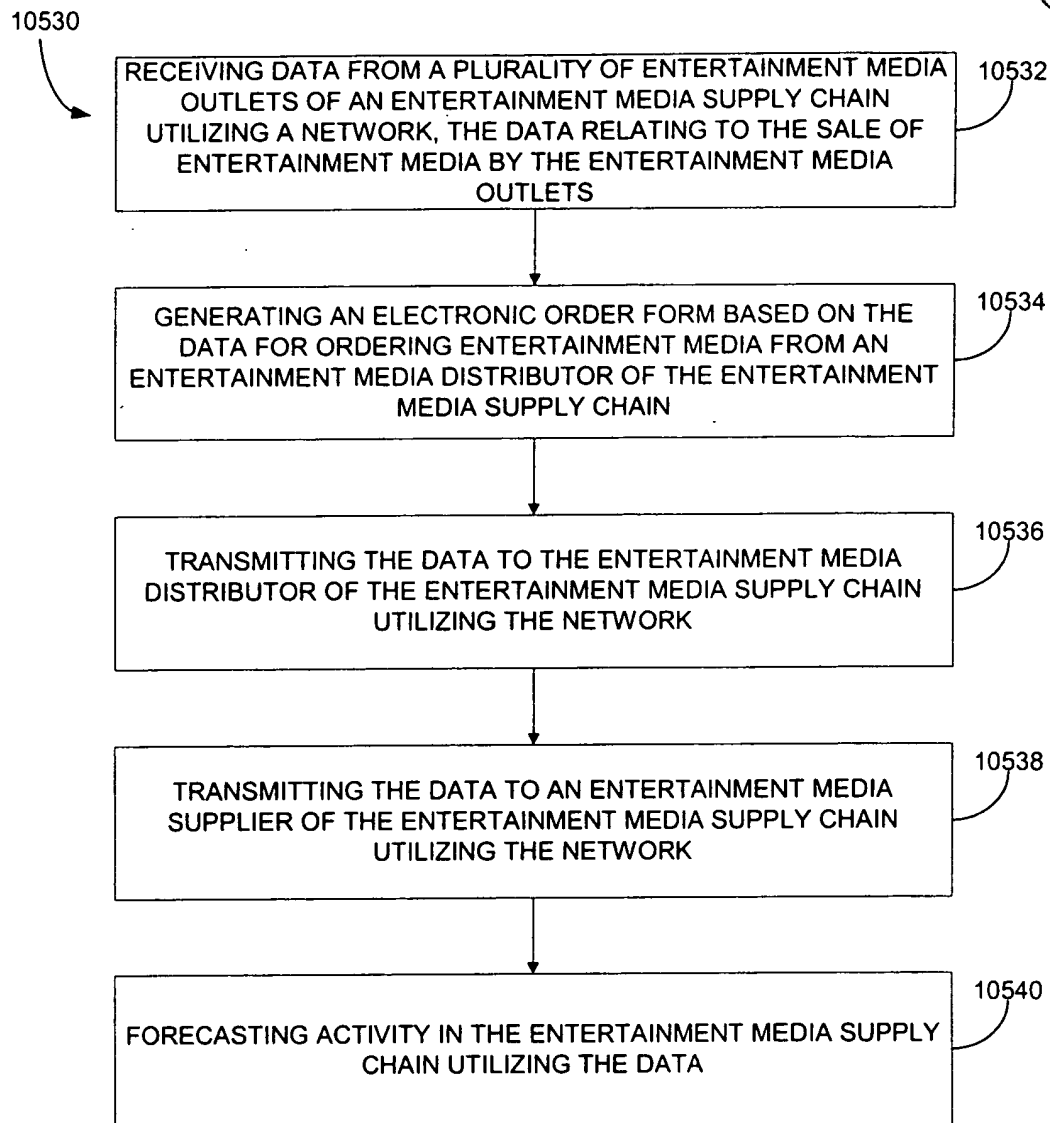 10530
RECEIVING DATA FROM A PLURALITY OF ENTERTAINMENT MEDIA
OUTLETS OF AN ENTERTAINMENT MEDIA SUPPLY CHAIN
UTILIZING A NETWORK, THE DATA RELATING TO THE SALE OF
ENTERTAINMENT MEDIA BY THE ENTERTAINMENT MEDIA
OUTLETS
10532
GENERATING AN ELECTRONIC ORDER FORM BASED ON THE
DATA FOR ORDERING ENTERTAINMENT MEDIA FROM AN
ENTERTAINMENT MEDIA DISTRIBUTOR OF THE ENTERTAINMENT
MEDIA SUPPLY CHAIN
10534
TRANSMITTING THE DATA TO THE ENTERTAINMENT MEDIA
DISTRIBUTOR OF THE ENTERTAINMENT MEDIA SUPPLY CHAIN
UTILIZING THE NETWORK
10536
TRANSMITTING THE DATA TO AN ENTERTAINMENT MEDIA
SUPPLIER OF THE ENTERTAINMENT MEDIA SUPPLY CHAIN
UTILIZING THE NETWORK
10538
FORECASTING ACTIVITY IN THE ENTERTAINMENT MEDIA SUPPLY
CHAIN UTILIZING THE DATA
10540